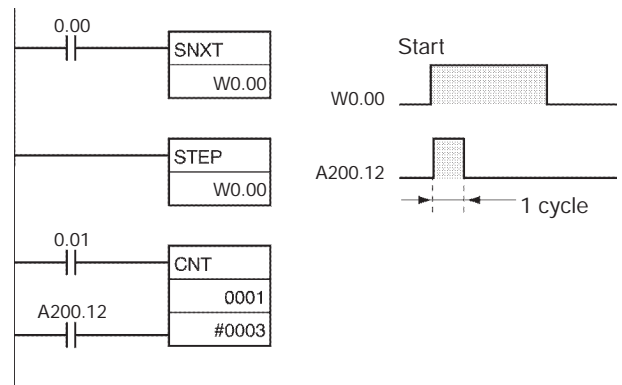 0.00
SNXT
W0.00
STEP
W0.00
0.01
CNT
0001
A200.12
#0003
Start
W0.00
A200.12
1 cycle